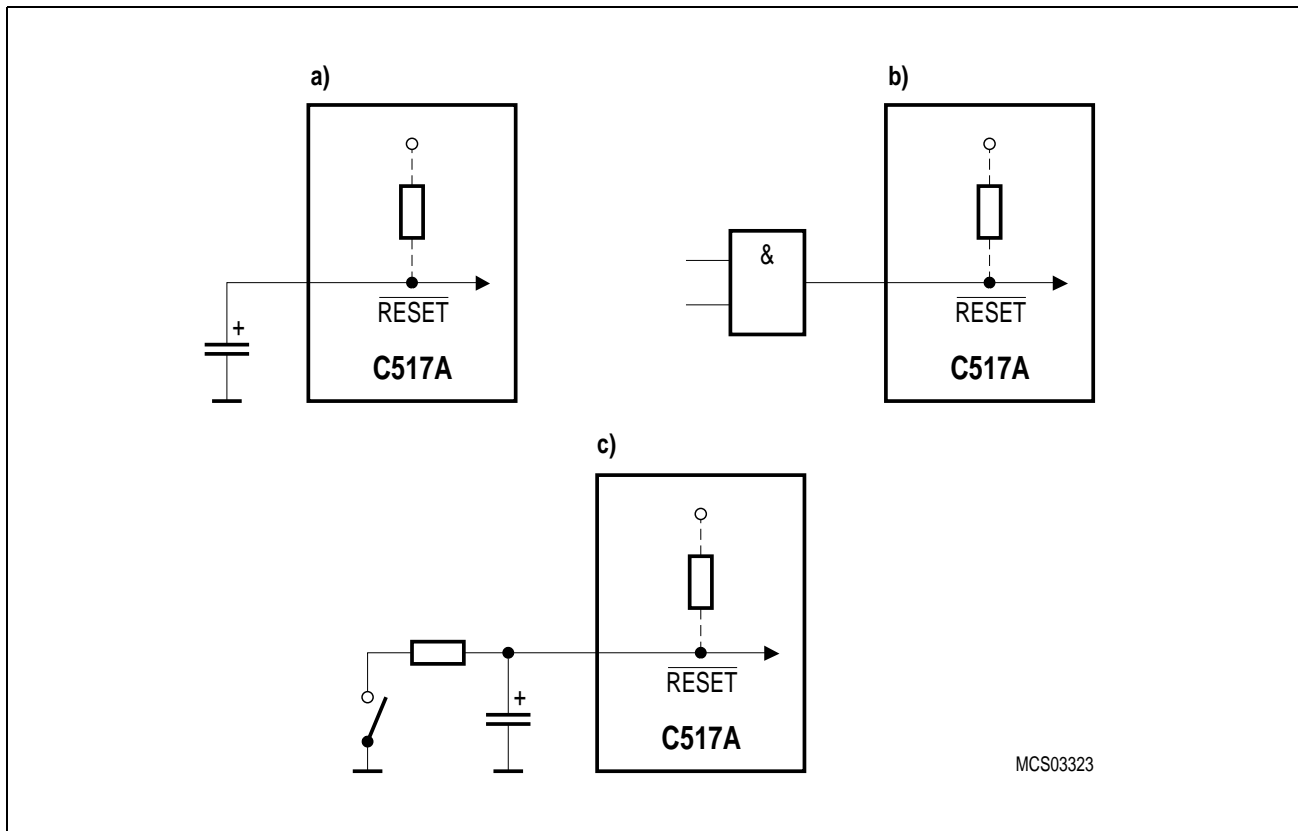 a)
+
RESET
C517A
b)
&
RESET
C517A
c)
+
RESET
C517A
MCS03323